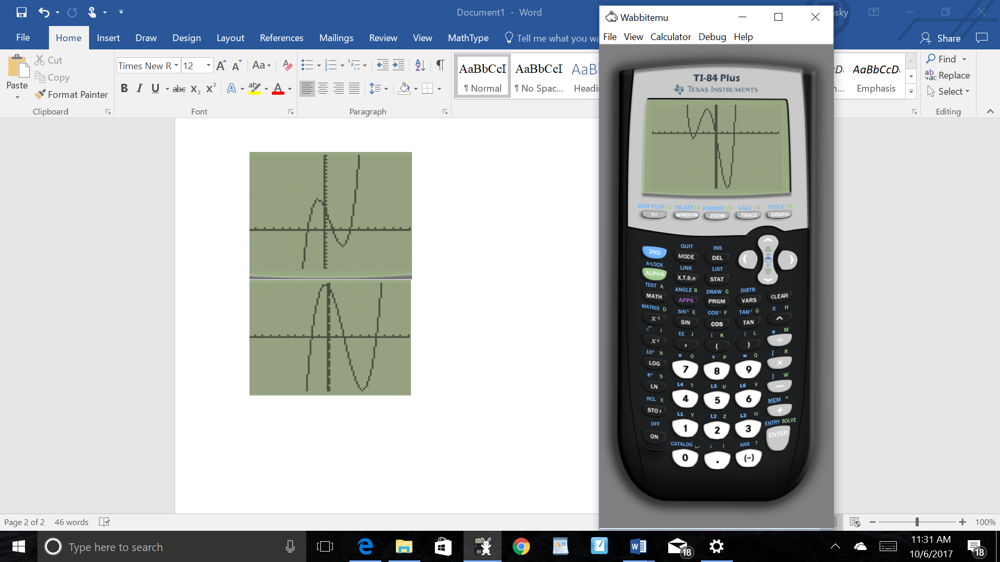 Document1 - Word
sky
File Home Insert Draw Design Layout References Mailings Review View MathType Tell me what you wa
Share
Paste
Cut
Copy
Format Painter
Clipboard
Times New R 12
Aa
B I U abc X₂ X² A ab A
Font
Paragraph
AaBbCcI AaBbCcI AaB AaBbCcD
¶ Normal ¶ No Spac... Headi n... Emphasis
Find
Replace
Select
Editing
Wabbitemu
File View Calculator Debug Help
TI-84 Plus
TEXAS INSTRUMENTS
STAT PLOT F1 TBLSET F2 FORMAT F3 CALC F4 TABLE F5
Y= WINDOW ZOOM TRACE GRAPH
QUIT INS
2ND MODE DEL
A-LOCK LINK LIST
ALPHA X,T,θ,n STAT
TEST A ANGLE B DRAW C DISTR
MATH APPS PRGM VARS CLEAR
MATRIX D SIN⁻¹ E COS⁻¹ F TAN⁻¹ G π H
X⁻¹ SIN COS TAN ^
√ I EE J { K } L e M
X² , ( ) ÷
10ˣ N u O v P w Q [ R
LOG 7 8 9 ×
eˣ S L4 T L5 U L6 V ] W
LN 4 5 6 −
RCL X L1 Y L2 Z L3 θ MEM "
STO› 1 2 3 +
OFF CATALOG i : ANS ? ENTRY SOLVE
ON 0 . (-) ENTER
Page 2 of 2 46 words
100%
Type here to search
18
11:31 AM
10/6/2017
18